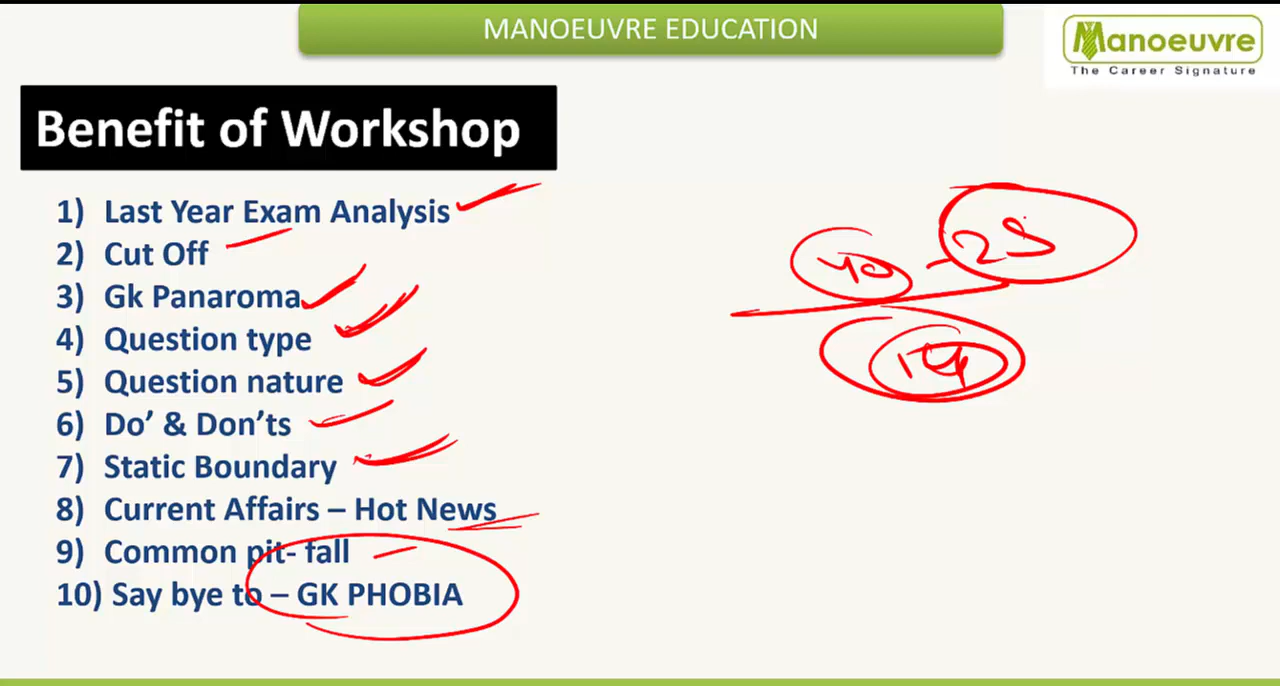 MANOEUVRE EDUCATION
Manoeuvre
The Career Signature
Benefit of Workshop
1) Last Year Exam Analysis
2) Cut Off
3) Gk Panaroma
4) Question type
5) Question nature
6) Do' & Don'ts
7) Static Boundary
8) Current Affairs – Hot News
9) Common pit- fall
10) Say bye to – GK PHOBIA
40